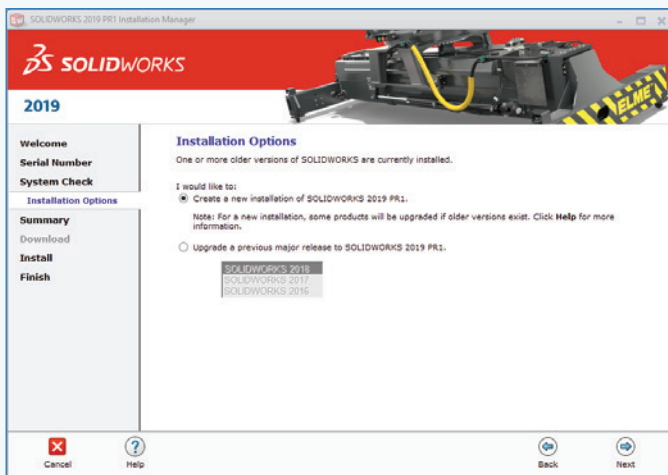 SOLIDWORKS 2019 PR1 Installation Manager
SOLIDWORKS
ELME
2019
Welcome
Serial Number
System Check
Installation Options
Summary
Download
Install
Finish
Installation Options
One or more older versions of SOLIDWORKS are currently installed.
I would like to:
Create a new installation of SOLIDWORKS 2019 PR1.
Note: For a new installation, some products will be upgraded if older versions exist. Click Help for more
information.
Upgrade a previous major release to SOLIDWORKS 2019 PR1.
SOLIDWORKS 2018
SOLIDWORKS 2017
SOLIDWORKS 2016
Cancel
Help
Back
Next